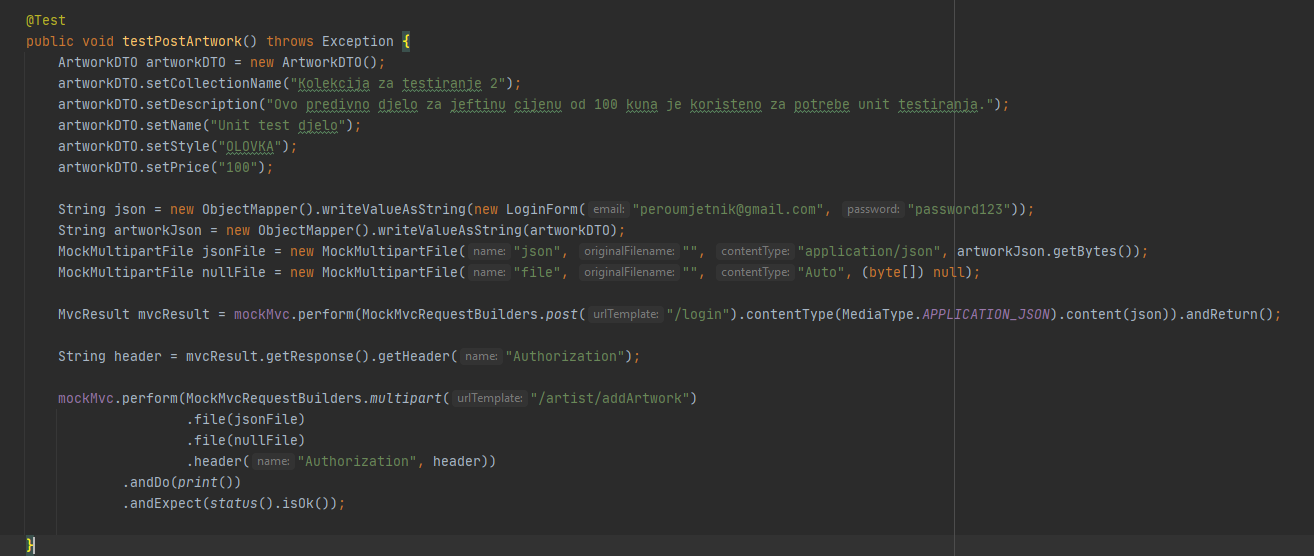 @Test
public void testPostArtwork() throws Exception {
ArtworkDTO artworkDTO = new ArtworkDTO();
artworkDTO.setCollectionName("Kolekcija za testiranje 2");
artworkDTO.setDescription("Ovo predivno djelo za jeftinu cijenu od 100 kuna je koristeno za potrebe unit testiranja.");
artworkDTO.setName("Unit test djelo");
artworkDTO.setStyle("OLOVKA");
artworkDTO.setPrice("100");
String json = new ObjectMapper().writeValueAsString(new LoginForm( email: "peroumjetnik@gmail.com", password: "password123"));
String artworkJson = new ObjectMapper().writeValueAsString(artworkDTO);
MockMultipartFile jsonFile = new MockMultipartFile( name: "json", originalFilename: "", contentType: "application/json", artworkJson.getBytes());
MockMultipartFile nullFile = new MockMultipartFile( name: "file", originalFilename: "", contentType: "Auto", (byte[]) null);
MvcResult mvcResult = mockMvc.perform(MockMvcRequestBuilders.post( urlTemplate: "/login").contentType(MediaType.APPLICATION_JSON).content(json)).andReturn();
String header = mvcResult.getResponse().getHeader( name: "Authorization");
mockMvc.perform(MockMvcRequestBuilders.multipart( urlTemplate: "/artist/addArtwork")
.file(jsonFile)
.file(nullFile)
.header( name: "Authorization", header))
.andDo(print())
.andExpect(status().isOk());
}